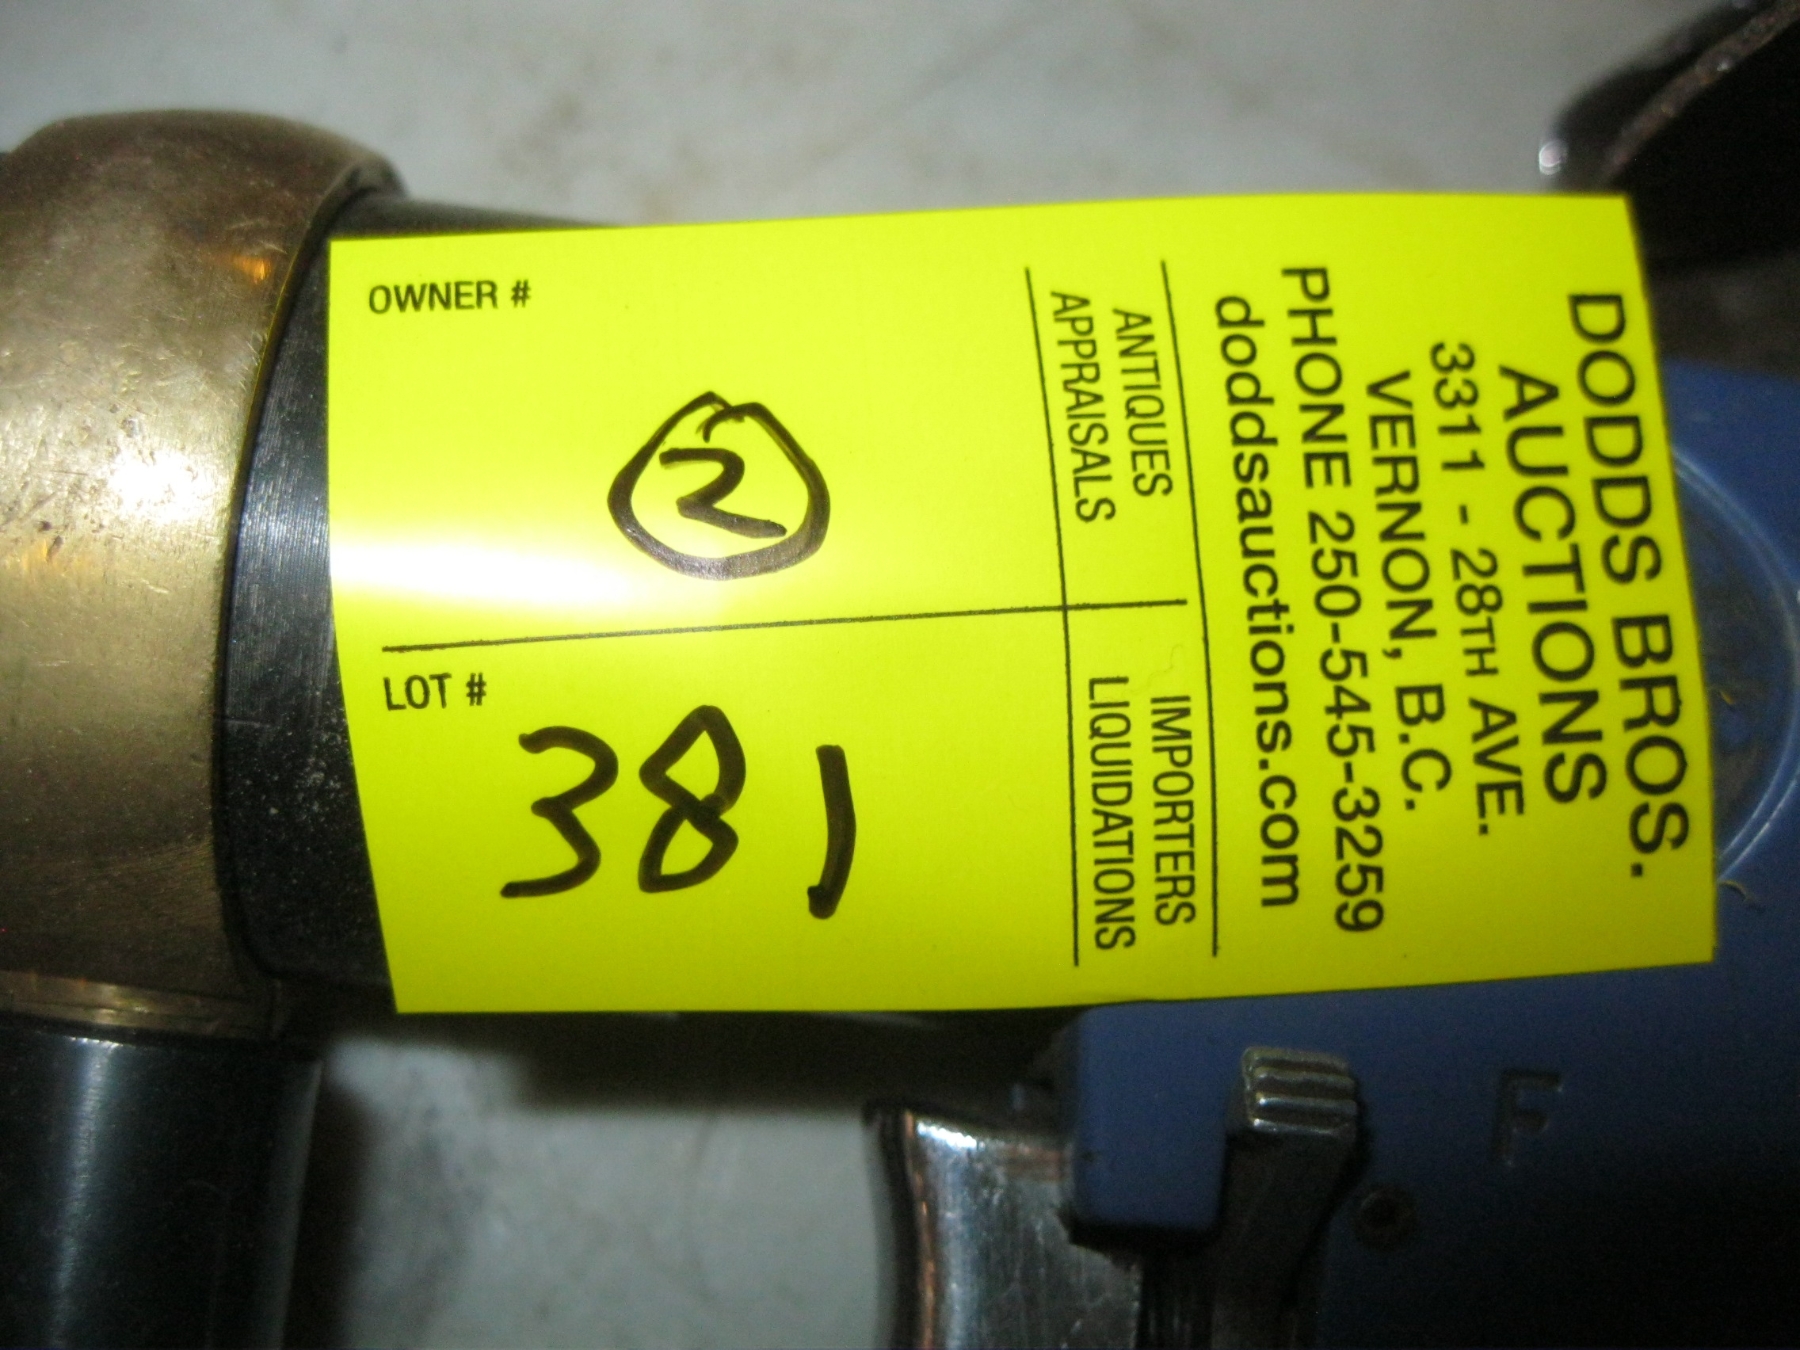 DODDS BROS.
AUCTIONS
3311 - 28TH AVE.
VERNON, B.C.
PHONE 250-545-3259
doddsauctions.com
ANTIQUES
APPRAISALS
IMPORTERS
LIQUIDATIONS
OWNER #
2
LOT #
381
F